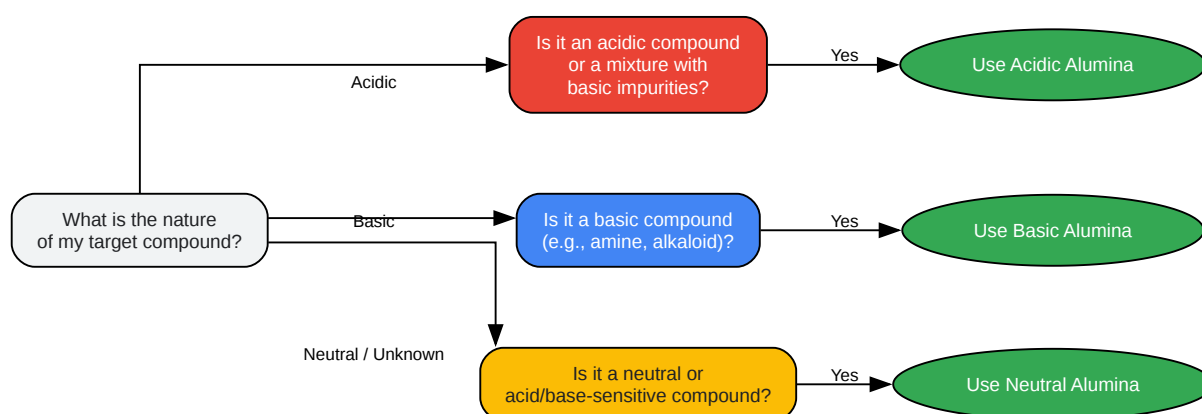 Is it an acidic compound
or a mixture with
basic impurities?
Yes
Use Acidic Alumina
Acidic
What is the nature
of my target compound?
Basic
Is it a basic compound
(e.g., amine, alkaloid)?
Yes
Use Basic Alumina
Neutral / Unknown
Is it a neutral or
acid/base-sensitive compound?
Yes
Use Neutral Alumina